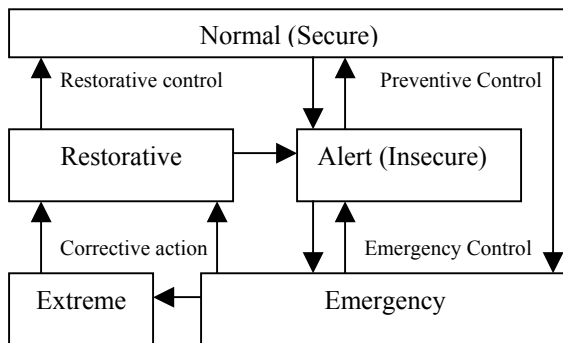 Normal (Secure)
Restorative control
Preventive Control
Restorative
Alert (Insecure)
Corrective action
Emergency Control
Extreme
Emergency